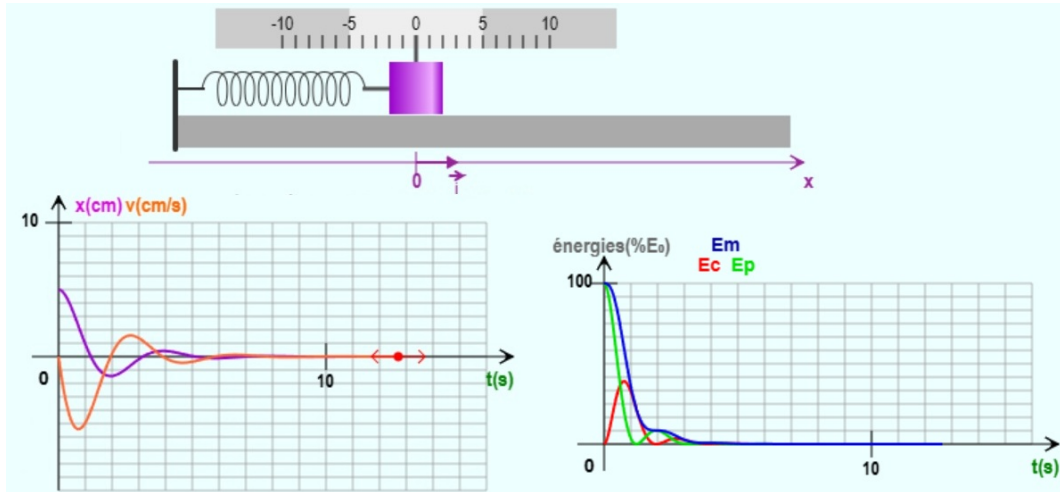 -10 -5 0 5 10
0 i x
x(cm) v(cm/s)
10
0 10 t(s)
énergies(%E₀) Em
Ec Ep
100
0 10 t(s)